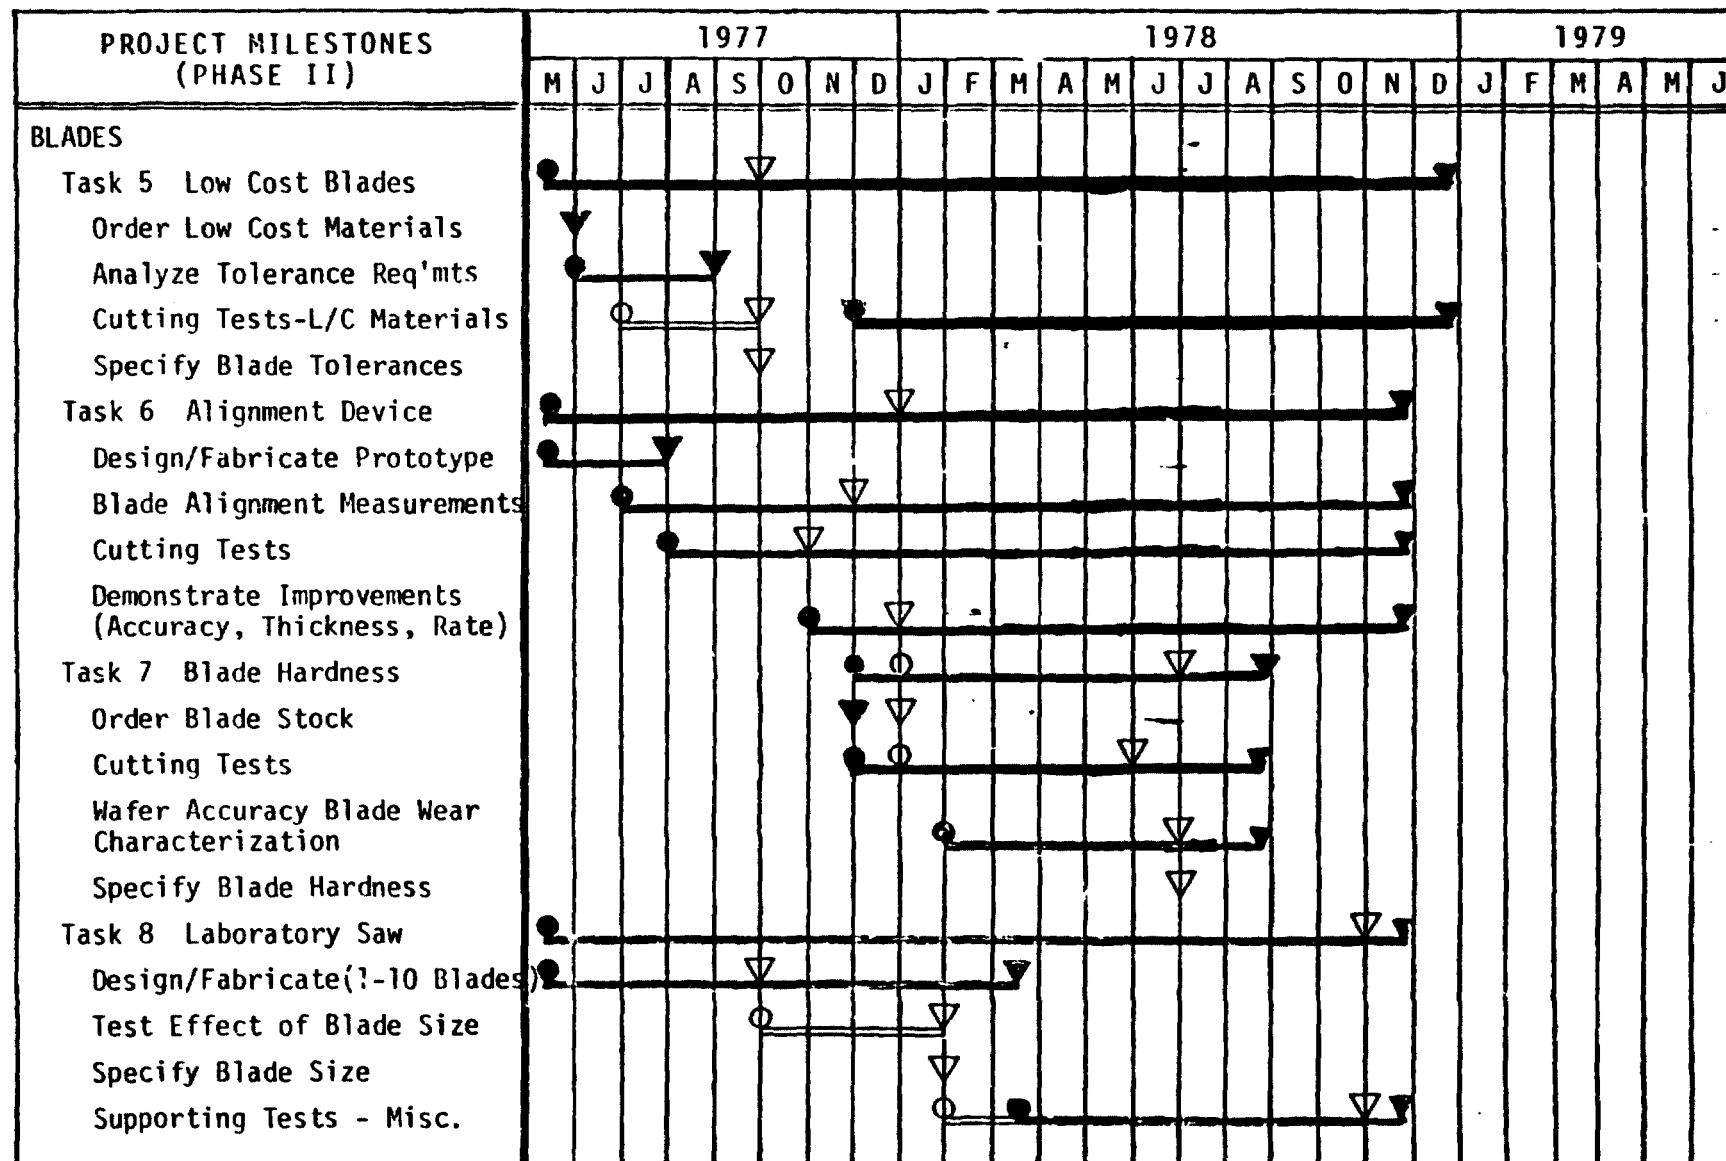 PROJECT MILESTONES
(PHASE II)
1977 1978 1979
M J J A S O N D J F M A M J J A S O N D J F M A M J
BLADES
Task 5 Low Cost Blades
Order Low Cost Materials
Analyze Tolerance Req'mts
Cutting Tests-L/C Materials
Specify Blade Tolerances
Task 6 Alignment Device
Design/Fabricate Prototype
Blade Alignment Measurements
Cutting Tests
Demonstrate Improvements
(Accuracy, Thickness, Rate)
Task 7 Blade Hardness
Order Blade Stock
Cutting Tests
Wafer Accuracy Blade Wear
Characterization
Specify Blade Hardness
Task 8 Laboratory Saw
Design/Fabricate(1-10 Blades)
Test Effect of Blade Size
Specify Blade Size
Supporting Tests - Misc.